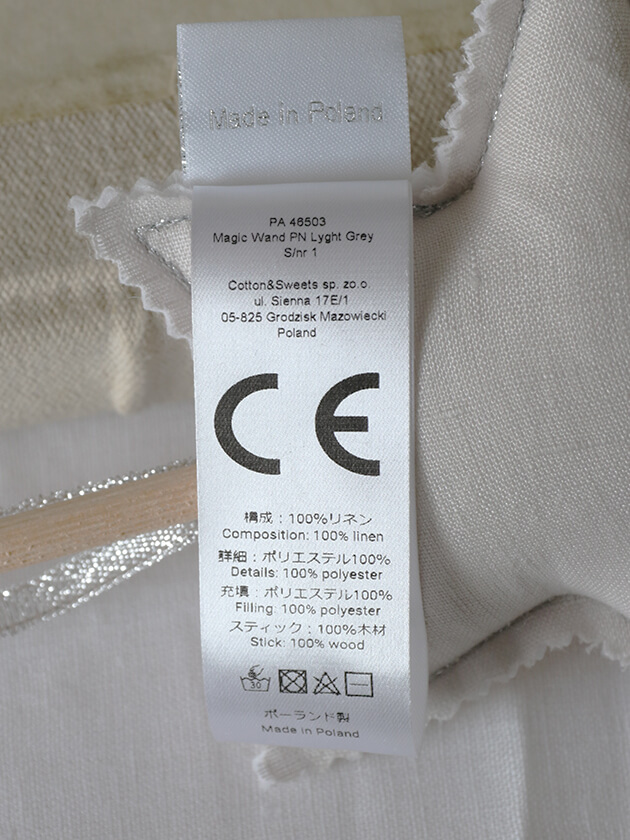 Made in Poland
PA 46503
Magic Wand PN Lyght Grey
S/nr 1
Cotton&Sweets sp. zo.o.
ul. Sienna 17E/1
05-825 Grodzisk Mazowiecki
Poland
CE
構成：100%リネン
Composition: 100% linen
詳細：ポリエステル100%
Details: 100% polyester
充填：ポリエステル100%
Filling: 100% polyester
スティック：100%木材
Stick: 100% wood
30
ポーランド製
Made in Poland